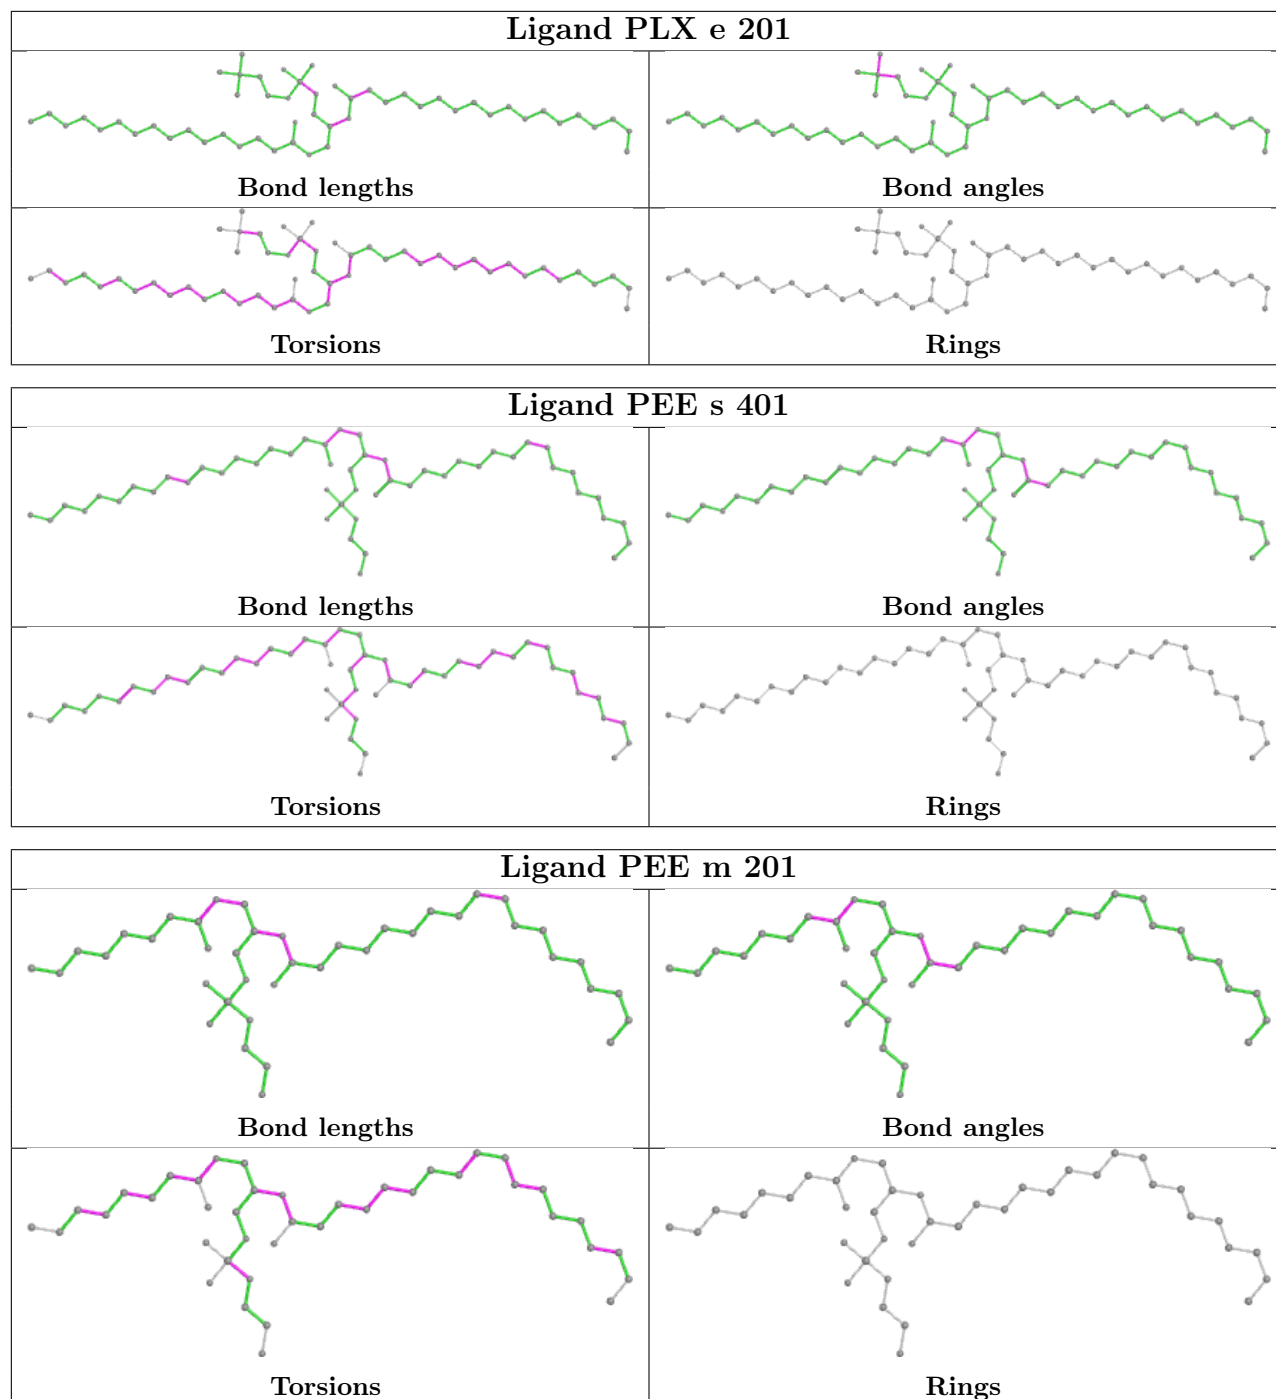 Ligand PLX e 201
Bond lengths
Bond angles
Torsions
Rings
Ligand PEE s 401
Bond lengths
Bond angles
Torsions
Rings
Ligand PEE m 201
Bond lengths
Bond angles
Torsions
Rings